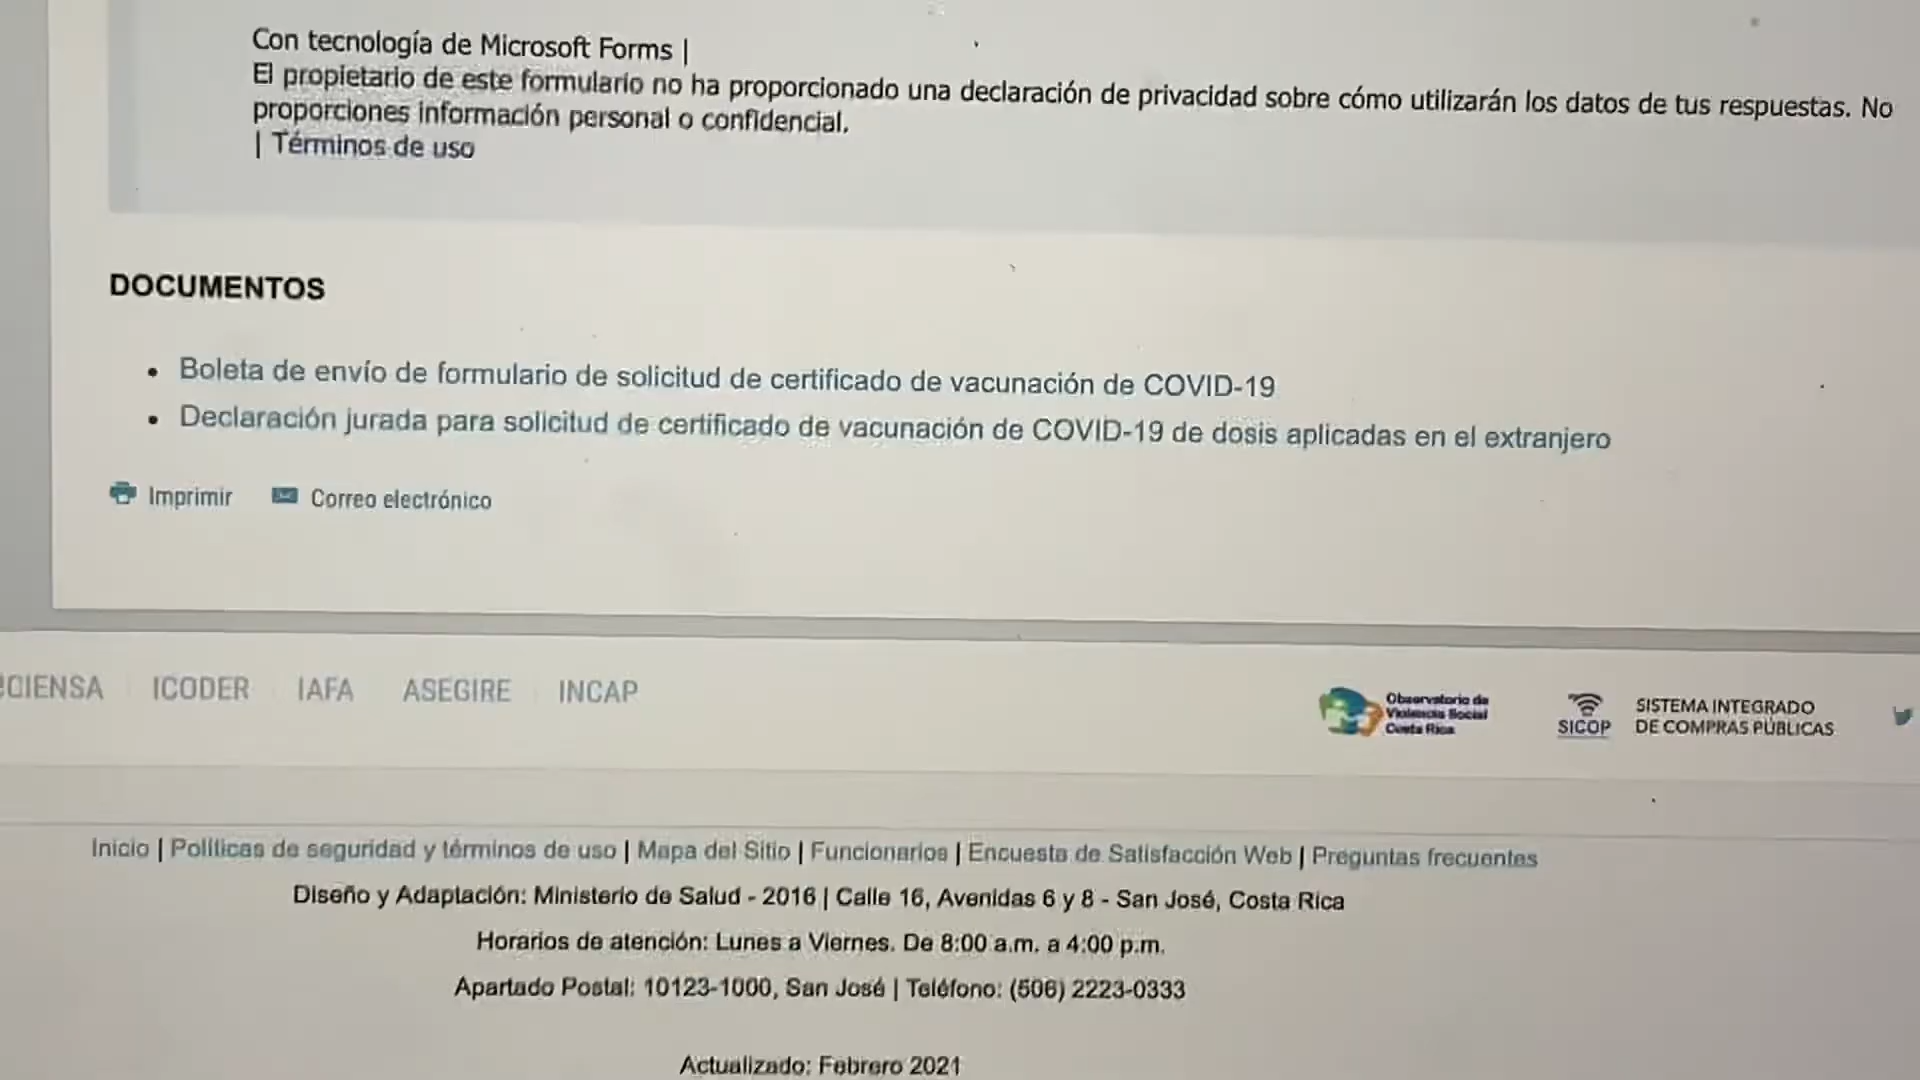 Con tecnología de Microsoft Forms |
El propietario de este formulario no ha proporcionado una declaración de privacidad sobre cómo utilizarán los datos de tus respuestas. No
proporciones información personal o confidencial.
| Términos de uso
DOCUMENTOS
• Boleta de envío de formulario de solicitud de certificado de vacunación de COVID-19
• Declaración jurada para solicitud de certificado de vacunación de COVID-19 de dosis aplicadas en el extranjero
Imprimir Correo electrónico
CIENSA ICODER IAFA ASEGIRE INCAP
Observatorio de
Violencia Social
Costa Rica
SICOP
SISTEMA INTEGRADO
DE COMPRAS PÚBLICAS
Inicio | Políticas de seguridad y términos de uso | Mapa del Sitio | Funcionarios | Encuesta de Satisfacción Web | Preguntas frecuentes
Diseño y Adaptación: Ministerio de Salud - 2016 | Calle 16, Avenidas 6 y 8 - San José, Costa Rica
Horarios de atención: Lunes a Viernes. De 8:00 a.m. a 4:00 p.m.
Apartado Postal: 10123-1000, San José | Teléfono: (506) 2223-0333
Actualizado: Febrero 2021